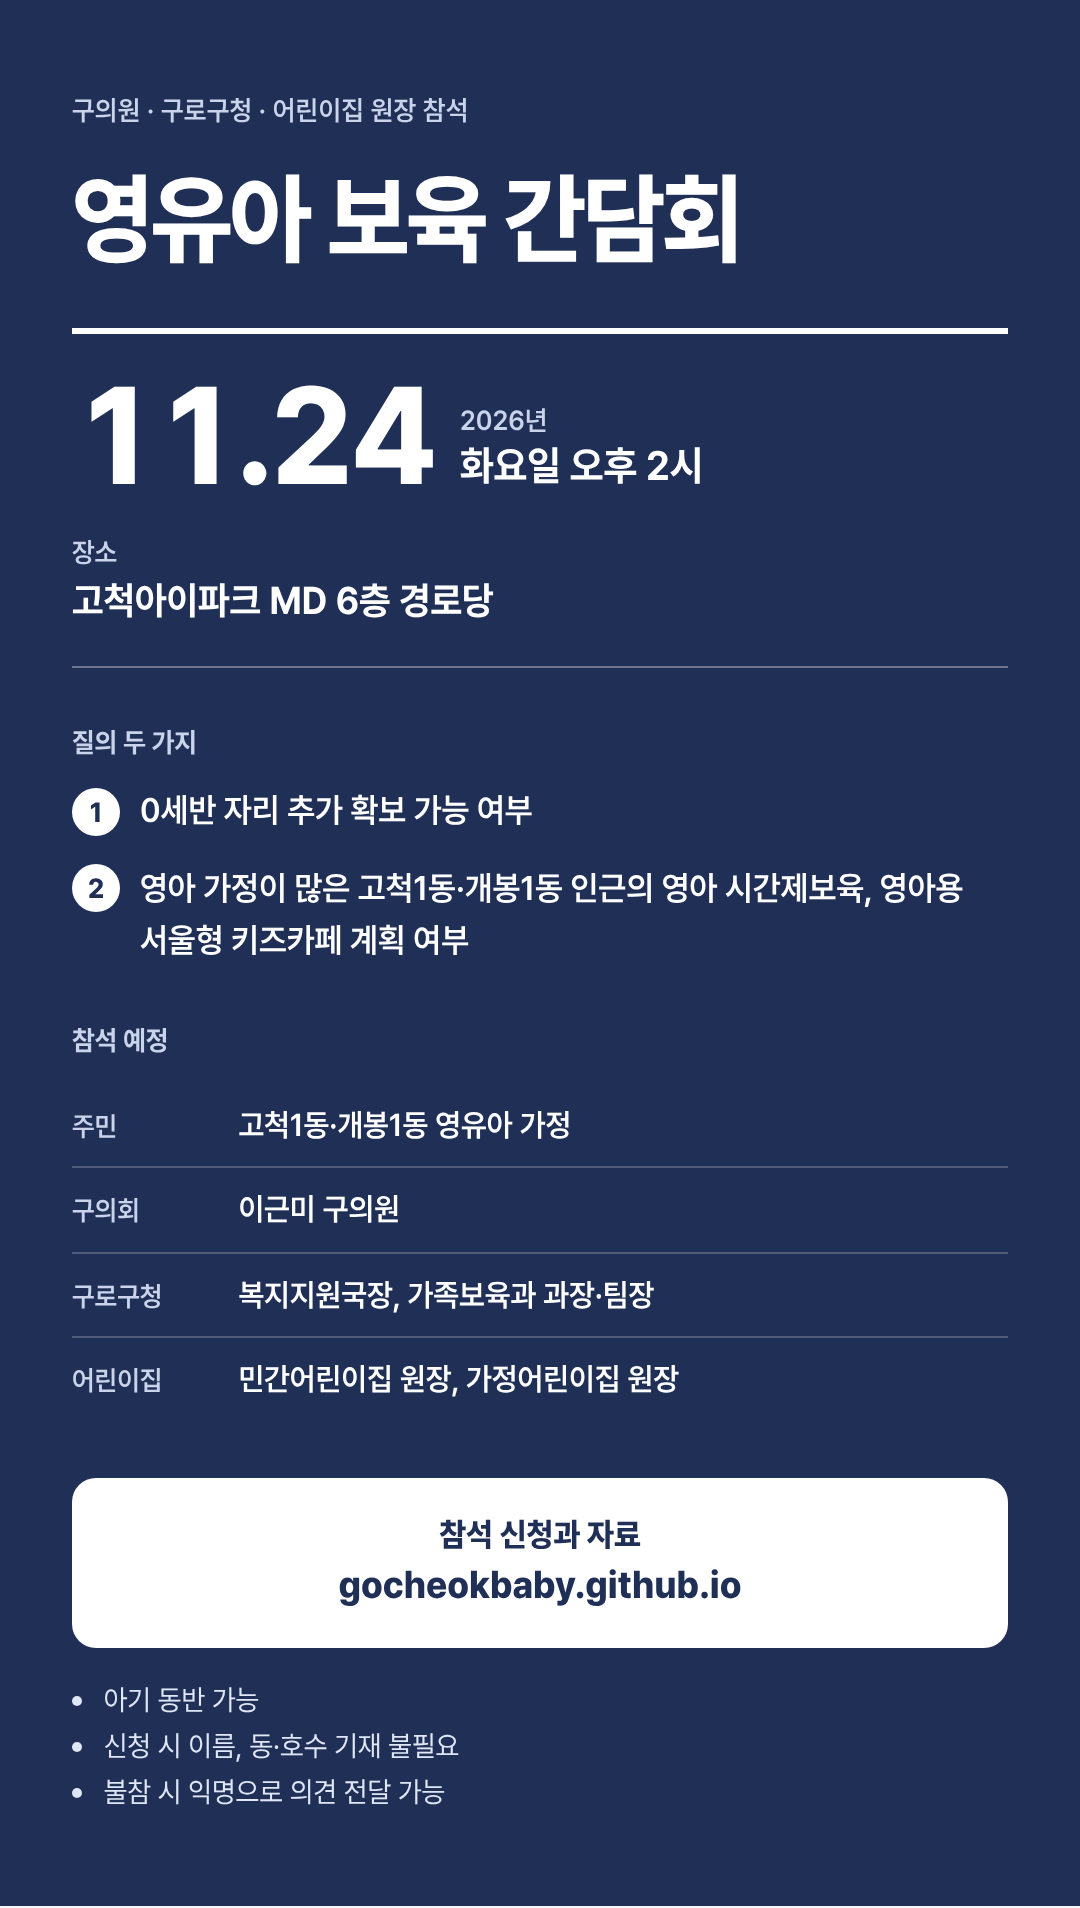 구의원 · 구로구청 · 어린이집 원장 참석
영유아 보육 간담회
11.24
2026년
화요일 오후 2시
장소
고척아이파크 MD 6층 경로당
질의 두 가지
1 0세반 자리 추가 확보 가능 여부
2 영아 가정이 많은 고척1동·개봉1동 인근의 영아 시간제보육, 영아용
서울형 키즈카페 계획 여부
참석 예정
주민 고척1동·개봉1동 영유아 가정
구의회 이근미 구의원
구로구청 복지지원국장, 가족보육과 과장·팀장
어린이집 민간어린이집 원장, 가정어린이집 원장
참석 신청과 자료
gocheokbaby.github.io
• 아기 동반 가능
• 신청 시 이름, 동·호수 기재 불필요
• 불참 시 익명으로 의견 전달 가능